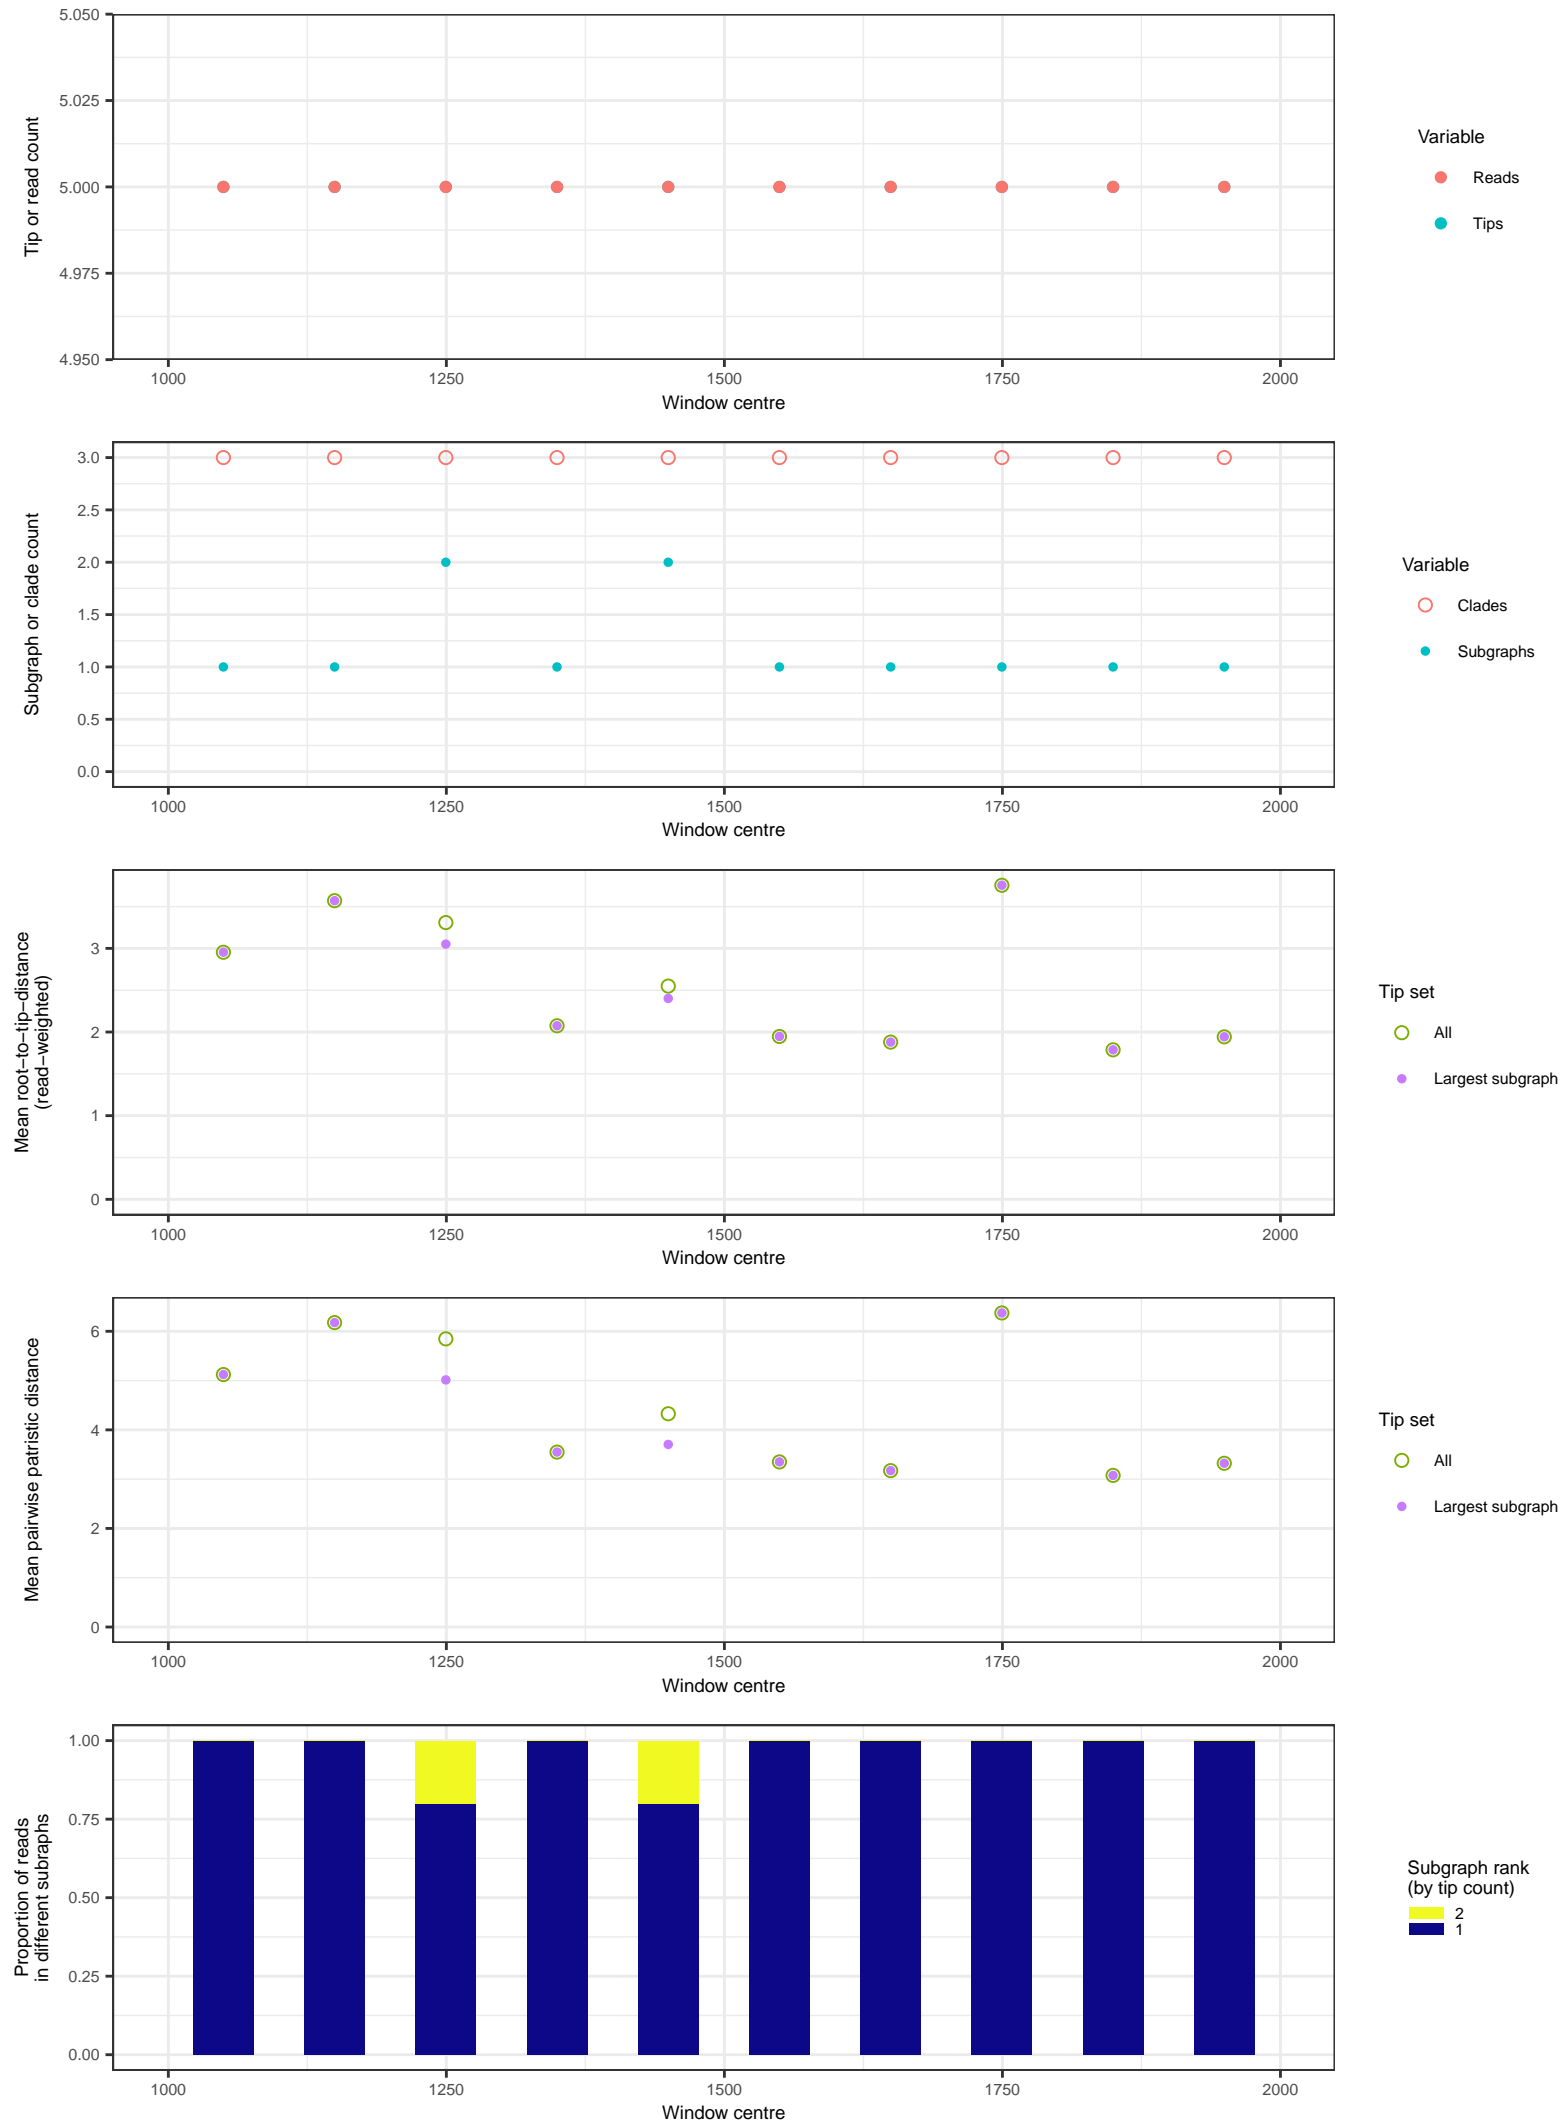 5.050
5.025
5.000
4.975
4.950
Tip or read count
1000 1250 1500 1750 2000
Window centre
Variable
Reads
Tips
3.0
2.5
2.0
1.5
1.0
0.5
0.0
Subgraph or clade count
1000 1250 1500 1750 2000
Window centre
Variable
Clades
Subgraphs
3
2
1
0
Mean root−to−tip−distance
(read−weighted)
1000 1250 1500 1750 2000
Window centre
Tip set
All
Largest subgraph
6
4
2
0
Mean pairwise patristic distance
1000 1250 1500 1750 2000
Window centre
Tip set
All
Largest subgraph
1.00
0.75
0.50
0.25
0.00
Proportion of reads
in different subraphs
1000 1250 1500 1750 2000
Window centre
Subgraph rank
(by tip count)
2
1